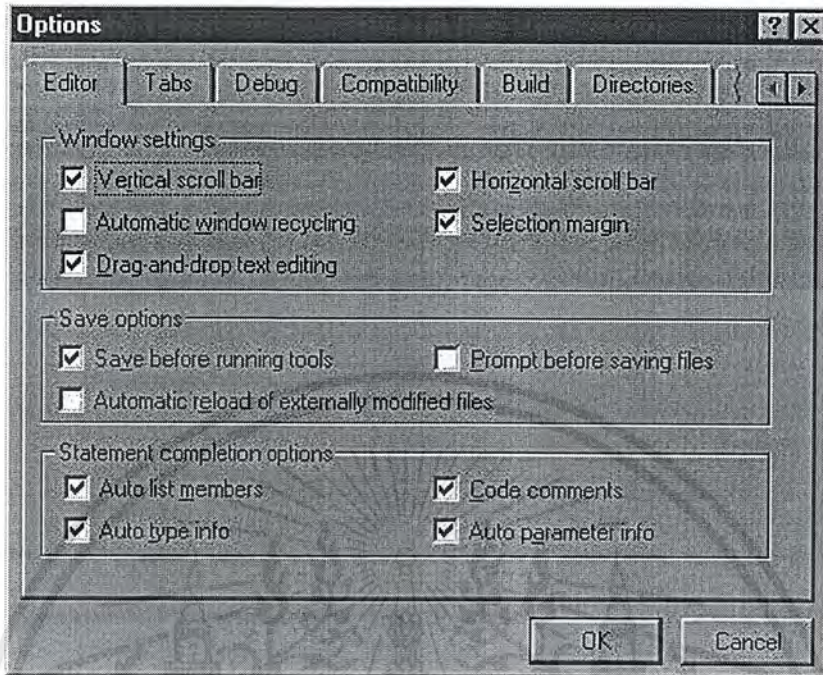 Options
Editor Tabs Debug Compatibility Build Directories
Window settings
Vertical scroll bar Horizontal scroll bar
Automatic window recycling Selection margin
Drag-and-drop text editing
Save options
Save before running tools Prompt before saving files
Automatic reload of externally modified files
Statement completion options
Auto list members Code comments
Auto type info Auto parameter info
OK Cancel